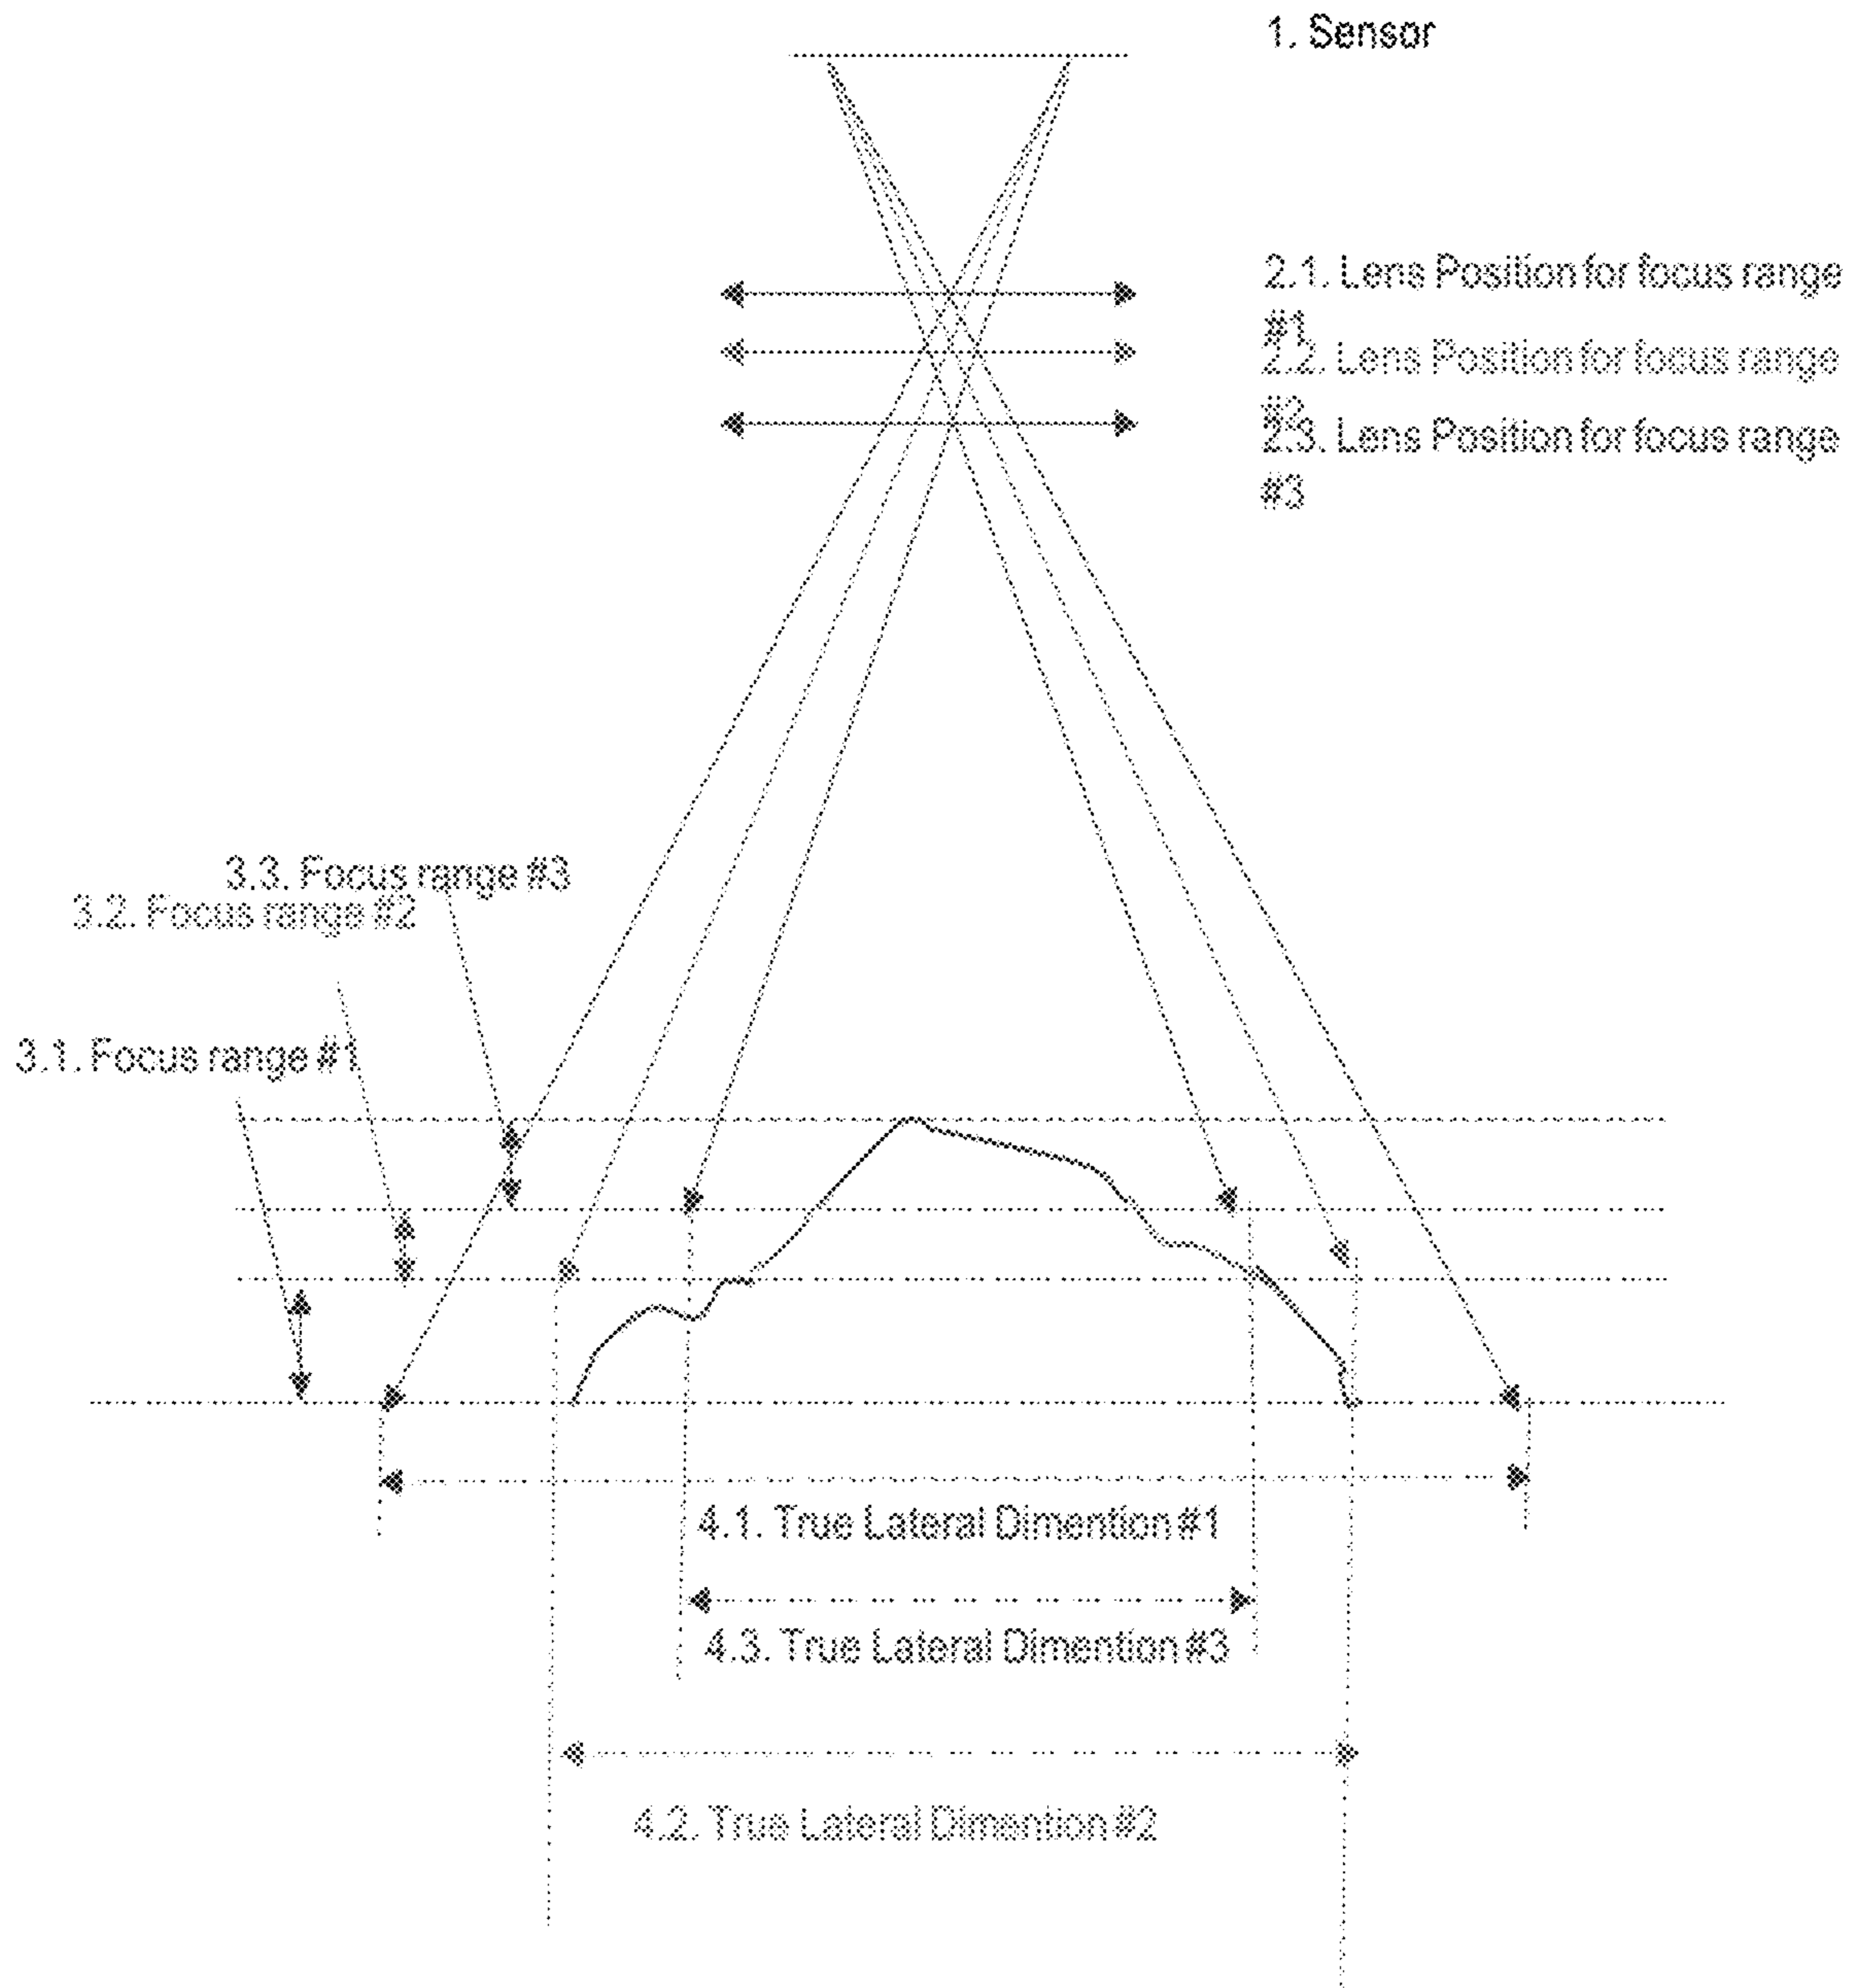 1. Sensor
2.1. Lens Position for focus range
#1
2.2. Lens Position for focus range
#2
2.3. Lens Position for focus range
#3
3.3. Focus range #3
3.2. Focus range #2
3.1. Focus range #1
4.1. True Lateral Dimention #1
4.3. True Lateral Dimention #3
4.2. True Lateral Dimention #2